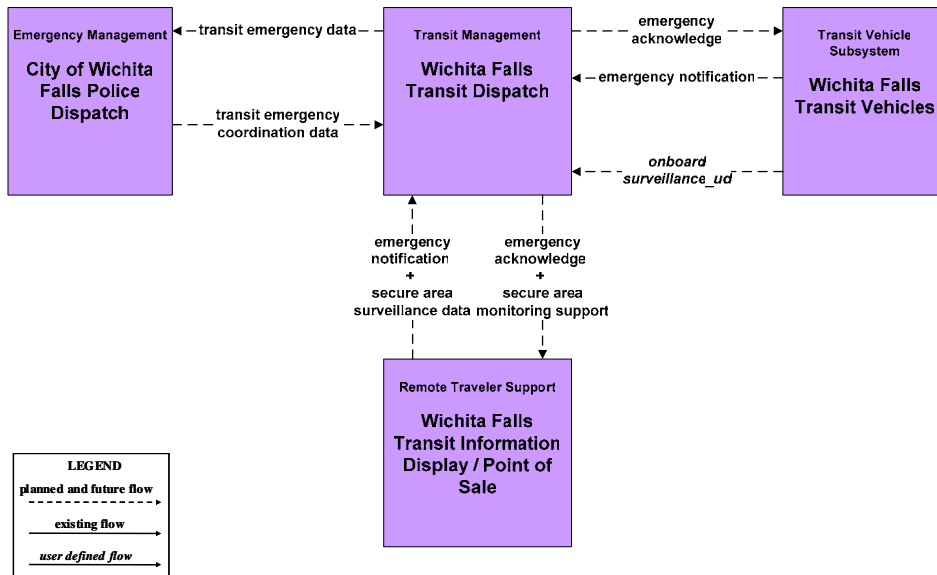 Emergency Management
City of Wichita
Falls Police
Dispatch
transit emergency data
transit emergency
coordination data
Transit Management
Wichita Falls
Transit Dispatch
emergency
acknowledge
emergency notification
onboard
surveillance_ud
Transit Vehicle
Subsystem
Wichita Falls
Transit Vehicles
emergency
notification
+
secure area
surveillance data
emergency
acknowledge
+
secure area
monitoring support
Remote Traveler Support
Wichita Falls
Transit Information
Display / Point of
Sale
LEGEND
planned and future flow
existing flow
user defined flow